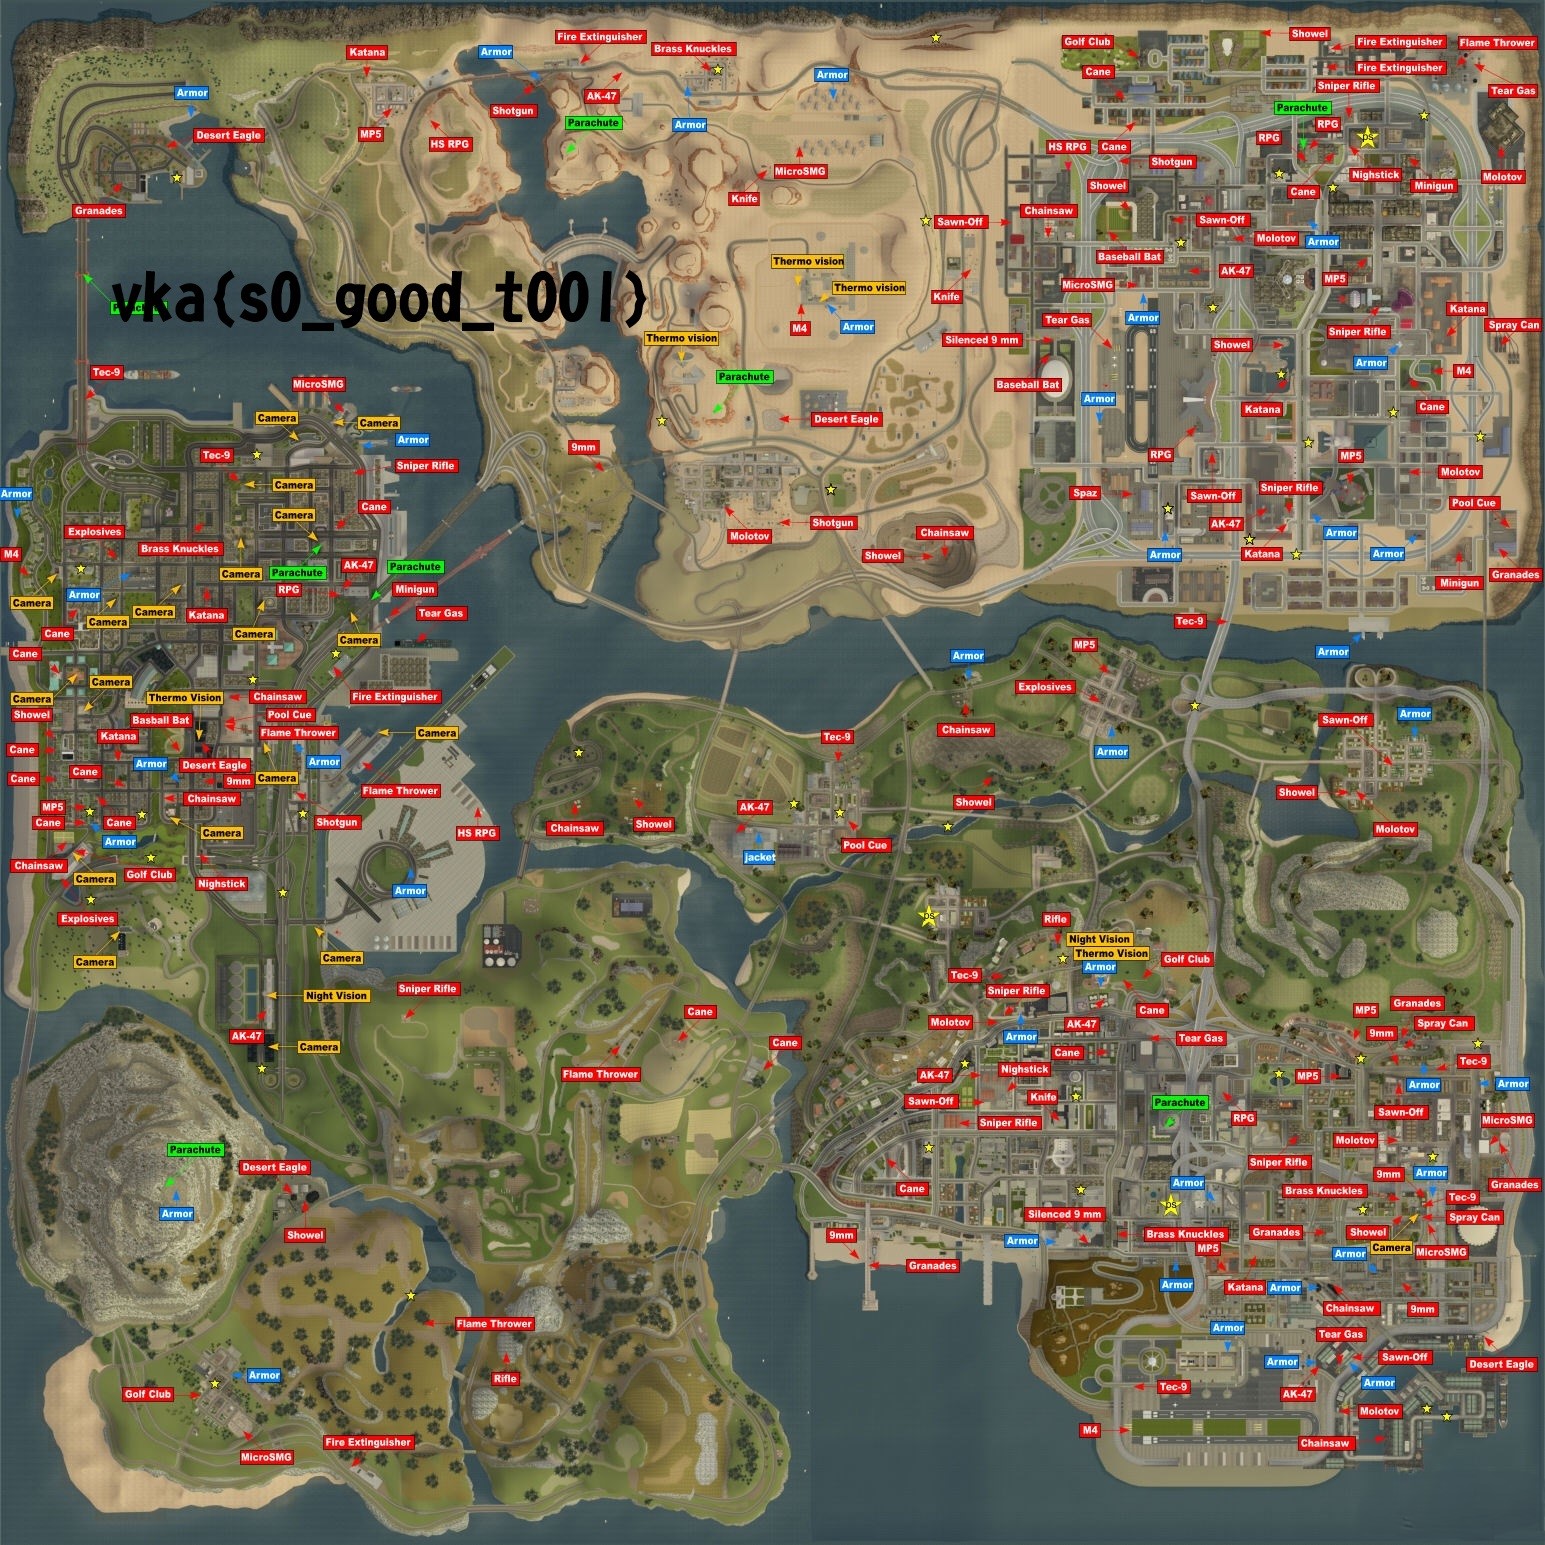 Showel
Golf Club
Fire Extinguisher
Flame Thrower
Katana
Armor
Fire Extinguisher
Brass Knuckles
Cane
Fire Extinguisher
Armor
Sniper Rifle
Tear Gas
Armor
AK-47
Shotgun
Parachute
Parachute
Armor
RPG
MP5
Desert Eagle
HS RPG
RPG
HS RPG
Cane
Shotgun
MicroSMG
Nighstick
Molotov
Knife
Showel
Cane
Minigun
Granades
Chainsaw
Sawn-Off
Sawn-Off
Molotov
Armor
Baseball Bat
Thermo vision
AK-47
MP5
MicroSMG
Thermo vision
Knife
vka{s0_good_t00l}
Katana
M4
Armor
Tear Gas
Armor
Spray Can
Sniper Rifle
Thermo vision
Silenced 9 mm
Showel
Armor
Tec-9
Parachute
MicroSMG
Baseball Bat
M4
Armor
Katana
Cane
Camera
Camera
Desert Eagle
Armor
9mm
Tec-9
RPG
MP5
Sniper Rifle
Molotov
Camera
Armor
Spaz
Sawn-Off
Sniper Rifle
Pool Cue
Cane
Camera
Shotgun
AK-47
Explosives
Molotov
Chainsaw
Armor
Brass Knuckles
M4
Showel
Armor
Katana
Armor
AK-47
Parachute
Camera
Parachute
Granades
RPG
Minigun
Minigun
Armor
Camera
Camera
Camera
Katana
Tear Gas
Tec-9
Cane
Camera
Camera
Cane
Armor
Armor
MP5
Camera
Explosives
Camera
Thermo Vision
Chainsaw
Fire Extinguisher
Showel
Basball Bat
Pool Cue
Sawn-Off
Armor
Katana
Flame Thrower
Camera
Chainsaw
Tec-9
Cane
Armor
Desert Eagle
Armor
Armor
Cane
Cane
9mm
Camera
Flame Thrower
Showel
Showel
MP5
Chainsaw
AK-47
Cane
Cane
Shotgun
Chainsaw
Showel
Molotov
Armor
Camera
HS RPG
Pool Cue
Chainsaw
jacket
Camera
Golf Club
Nighstick
Armor
Explosives
Rifle
Night Vision
Camera
Camera
Thermo Vision
Golf Club
Armor
Tec-9
Night Vision
Sniper Rifle
Sniper Rifle
Granades
Cane
Cane
MP5
Molotov
AK-47
Spray Can
AK-47
Armor
Tear Gas
9mm
Camera
Cane
Cane
Tec-9
Flame Thrower
AK-47
Nighstick
MP5
Armor
Armor
Sawn-Off
Knife
Parachute
Sawn-Off
RPG
MicroSMG
Sniper Rifle
Molotov
Parachute
Sniper Rifle
Desert Eagle
9mm
Armor
Armor
Granades
Cane
Brass Knuckles
Tec-9
Armor
Silenced 9 mm
Spray Can
Showel
9mm
Armor
Brass Knuckles
Granades
Showel
MP5
Camera
MicroSMG
Armor
Granades
Armor
Katana
Armor
Chainsaw
9mm
Flame Thrower
Armor
Tear Gas
Sawn-Off
Armor
Desert Eagle
Armor
Rifle
Armor
Tec-9
AK-47
Golf Club
Molotov
M4
Fire Extinguisher
Chainsaw
MicroSMG